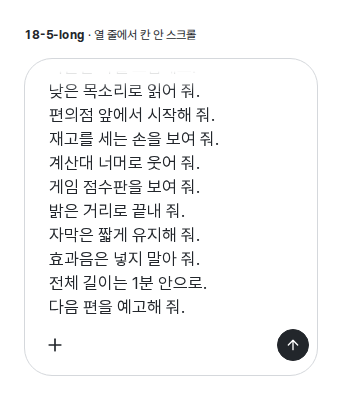 18-5-long · 열 줄에서 칸 안 스크롤
낮은 목소리로 읽어 줘.
편의점 앞에서 시작해 줘.
재고를 세는 손을 보여 줘.
계산대 너머로 웃어 줘.
게임 점수판을 보여 줘.
밝은 거리로 끝내 줘.
자막은 짧게 유지해 줘.
효과음은 넣지 말아 줘.
전체 길이는 1분 안으로.
다음 편을 예고해 줘.